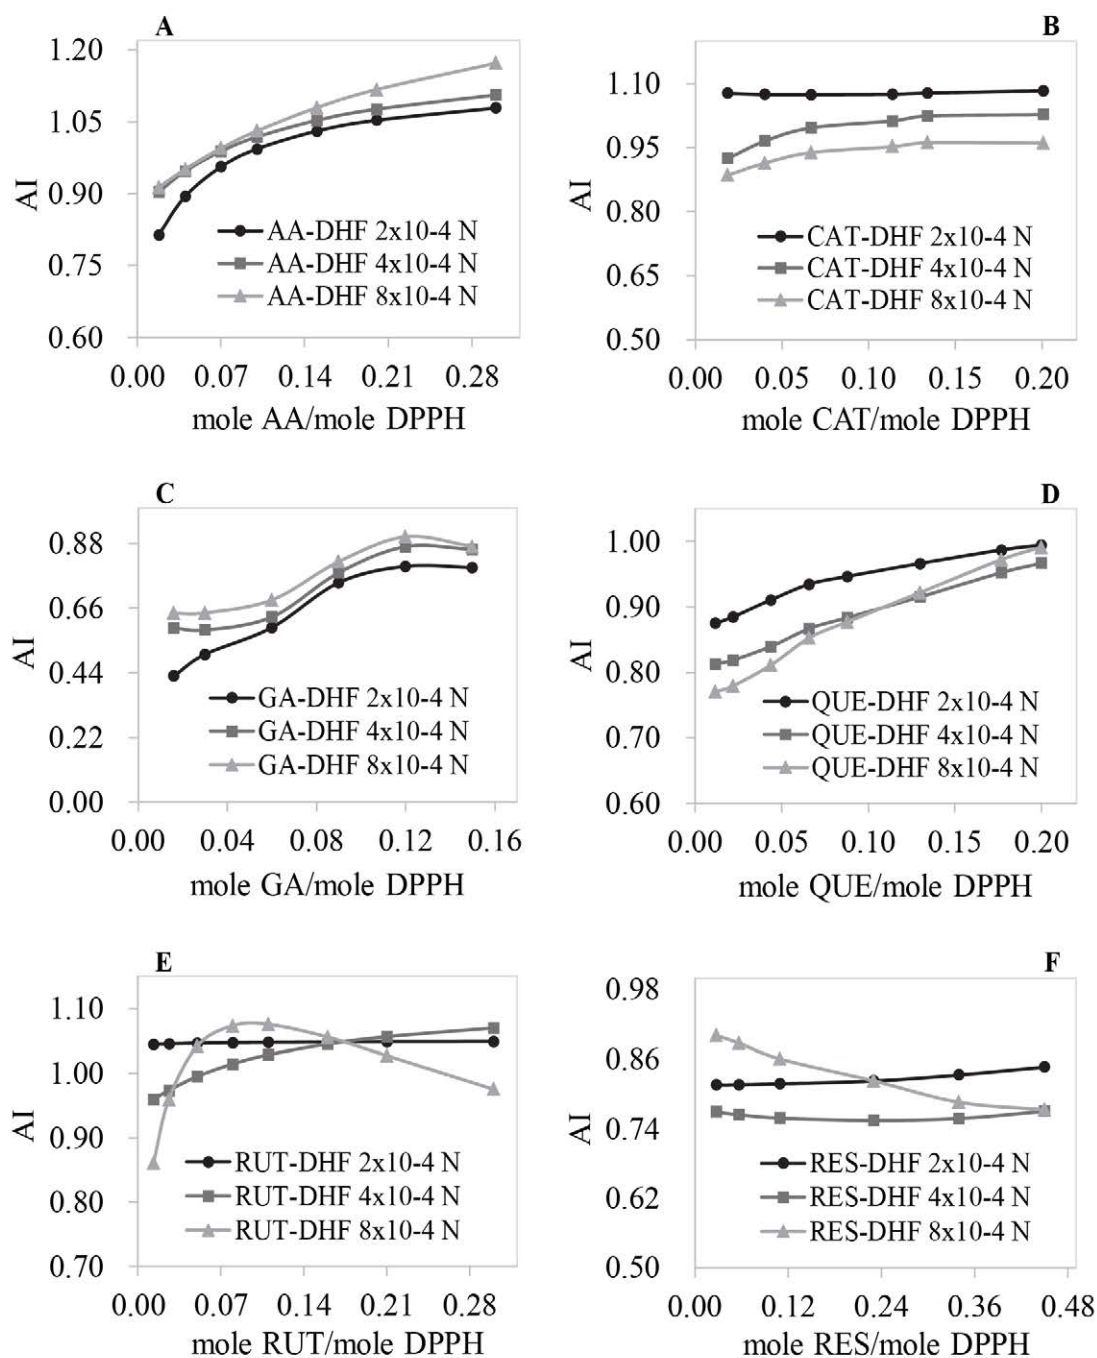 A
1.20
1.05
0.90
0.75
0.60
AI
AA-DHF 2x10-4 N
AA-DHF 4x10-4 N
AA-DHF 8x10-4 N
0.00 0.07 0.14 0.21 0.28
mole AA/mole DPPH
B
1.10
0.95
0.80
0.65
0.50
AI
CAT-DHF 2x10-4 N
CAT-DHF 4x10-4 N
CAT-DHF 8x10-4 N
0.00 0.05 0.10 0.15 0.20
mole CAT/mole DPPH
C
0.88
0.66
0.44
0.22
0.00
AI
GA-DHF 2x10-4 N
GA-DHF 4x10-4 N
GA-DHF 8x10-4 N
0.00 0.04 0.08 0.12 0.16
mole GA/mole DPPH
D
1.00
0.90
0.80
0.70
0.60
AI
QUE-DHF 2x10-4 N
QUE-DHF 4x10-4 N
QUE-DHF 8x10-4 N
0.00 0.05 0.10 0.15 0.20
mole QUE/mole DPPH
E
1.10
1.00
0.90
0.80
0.70
AI
RUT-DHF 2x10-4 N
RUT-DHF 4x10-4 N
RUT-DHF 8x10-4 N
0.00 0.07 0.14 0.21 0.28
mole RUT/mole DPPH
F
0.98
0.86
0.74
0.62
0.50
AI
RES-DHF 2x10-4 N
RES-DHF 4x10-4 N
RES-DHF 8x10-4 N
0.00 0.12 0.24 0.36 0.48
mole RES/mole DPPH